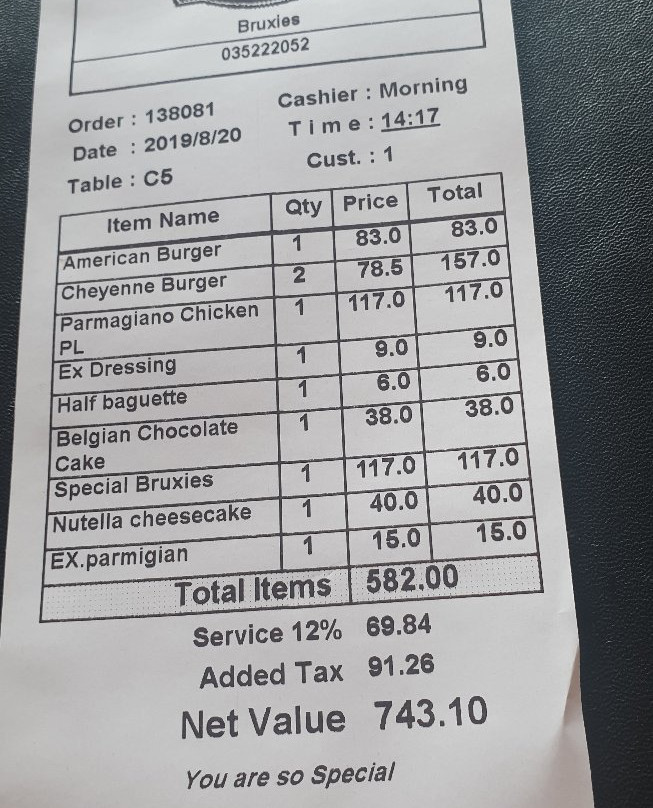 Bruxies
035222052
Order : 138081 Cashier : Morning
Date : 2019/8/20 Time : 14:17
Table : C5 Cust. : 1
Item Name Qty Price Total
American Burger 1 83.0 83.0
Cheyenne Burger 2 78.5 157.0
Parmagiano Chicken 1 117.0 117.0
PL
Ex Dressing 1 9.0 9.0
Half baguette 1 6.0 6.0
Belgian Chocolate 1 38.0 38.0
Cake
Special Bruxies 1 117.0 117.0
Nutella cheesecake 1 40.0 40.0
EX.parmigian 1 15.0 15.0
Total Items 582.00
Service 12% 69.84
Added Tax 91.26
Net Value 743.10
You are so Special